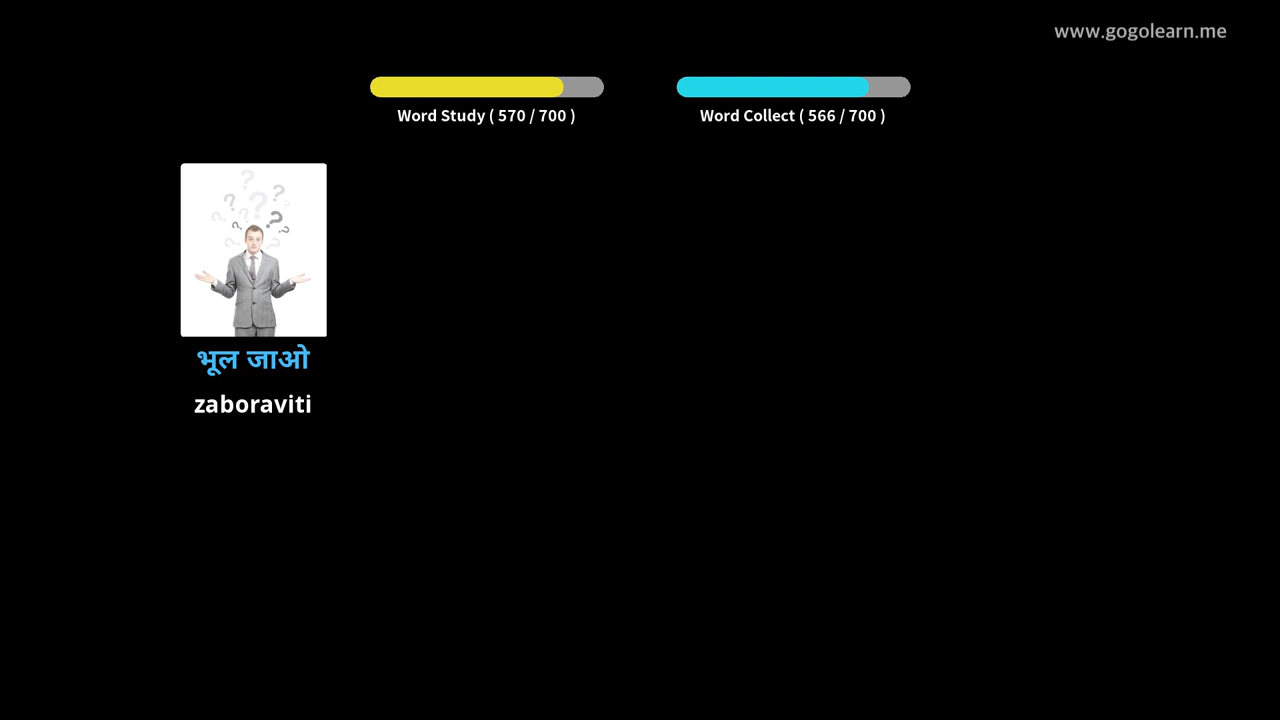 www.gogolearn.me
Word Study ( 570 / 700 )
Word Collect ( 566 / 700 )
भूल जाओ
zaboraviti